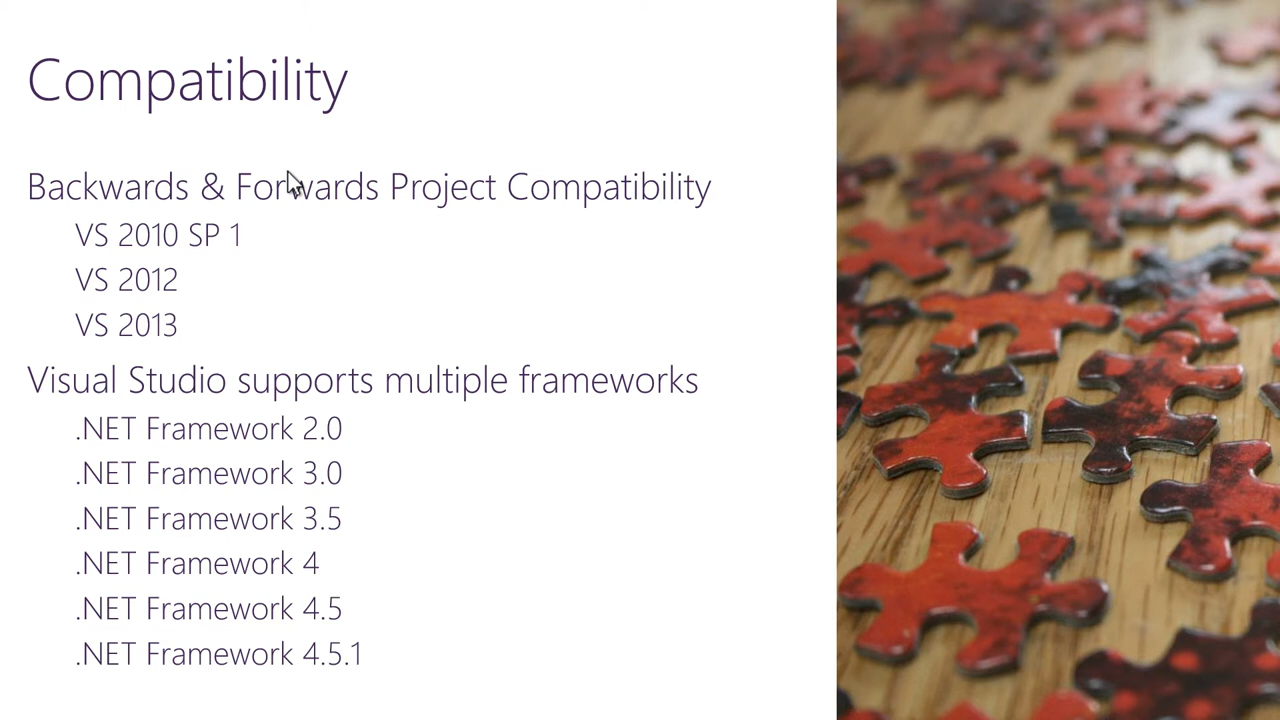 Compatibility
Backwards & Forwards Project Compatibility
VS 2010 SP 1
VS 2012
VS 2013
Visual Studio supports multiple frameworks
.NET Framework 2.0
.NET Framework 3.0
.NET Framework 3.5
.NET Framework 4
.NET Framework 4.5
.NET Framework 4.5.1